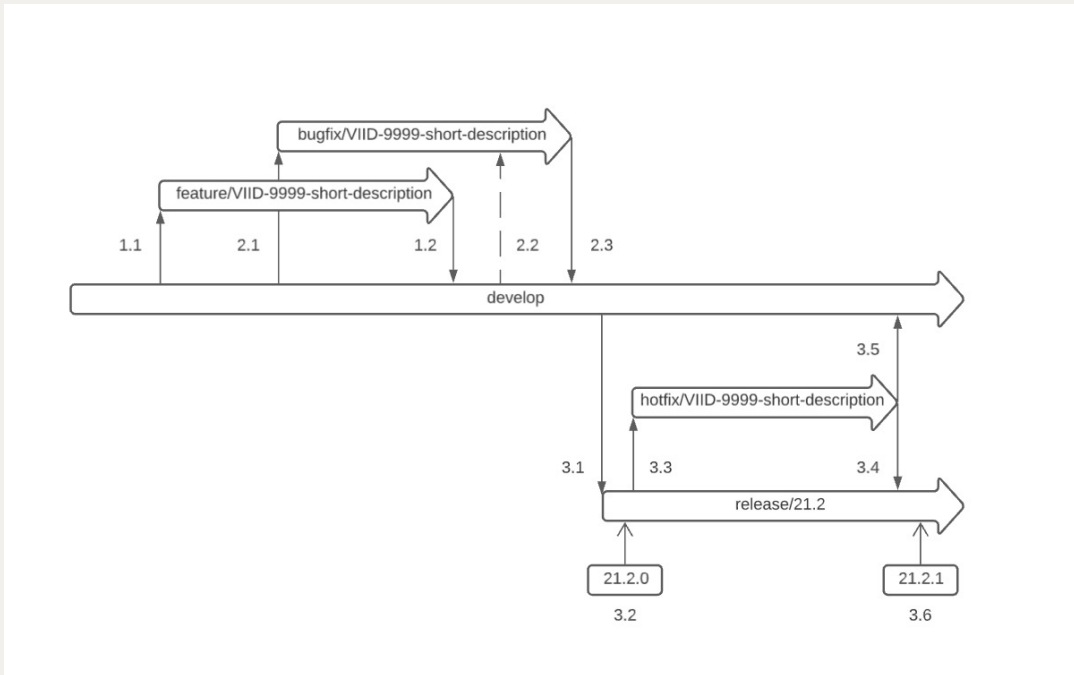 bugfix/VIID-9999-short-description
feature/VIID-9999-short-description
1.1
2.1
1.2
2.2
2.3
develop
3.5
hotfix/VIID-9999-short-description
3.1
3.3
3.4
release/21.2
21.2.0
21.2.1
3.2
3.6